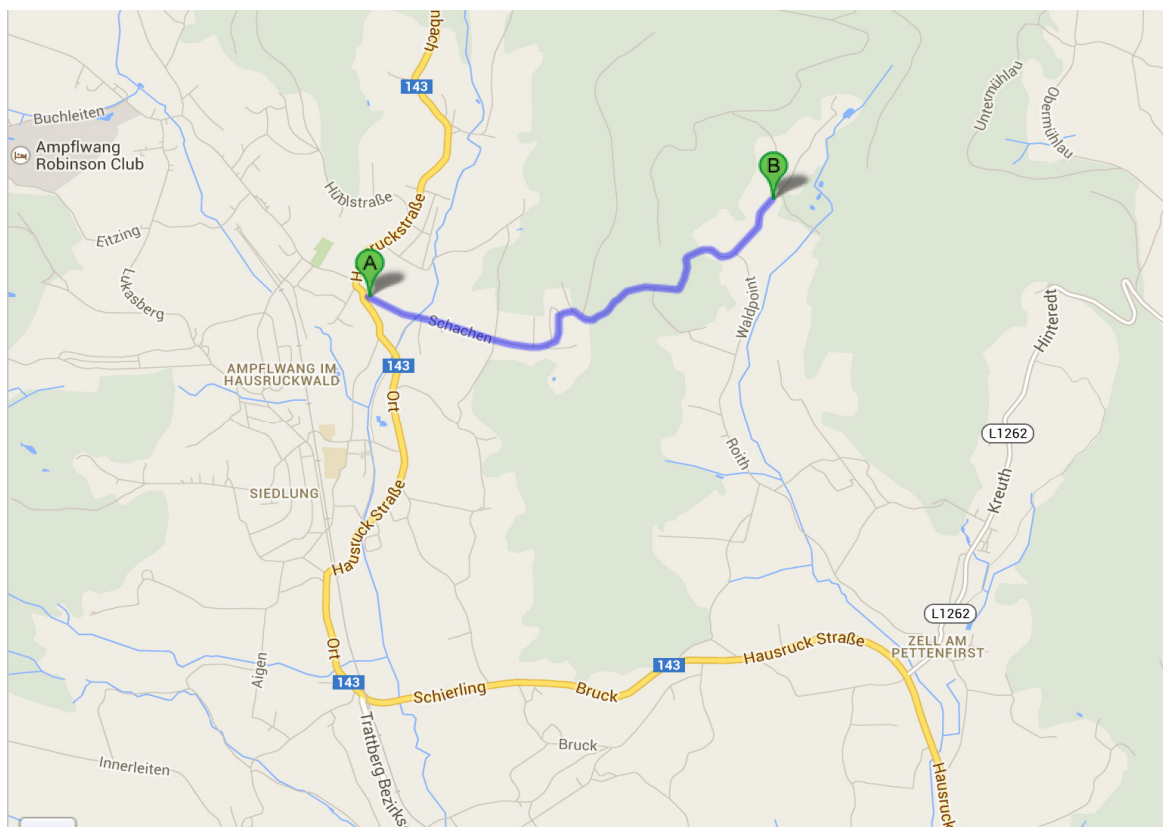 nbach
143
Buchleiten
Ampflwang
Robinson Club
Untermühlau
Obermühlau
Hüblstraße
B
Eitzing
Lukasberg
Hausruckstraße
A
Schachen
Waldpoint
Hinteredt
AMPFLWANG IM
HAUSRUCKWALD
143
Ort
L1262
Roith
SIEDLUNG
Kreuth
Hausruck Straße
L1262
Ort
Aigen
143
Schierling
Bruck
143
Hausruck Straße
ZELL AM
PETTENFIRST
Bruck
Innerleiten
Trattberg Bezirks
Hausruck